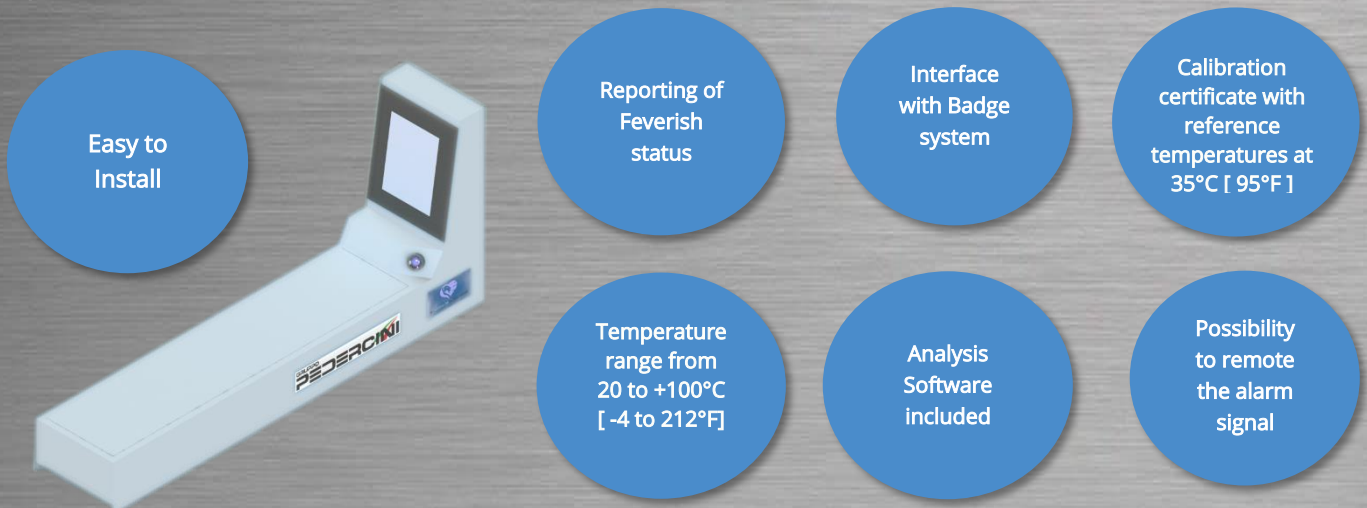 Easy to
Install
GRUPPO
PEDERCINI
Reporting of
Feverish
status
Interface
with Badge
system
Calibration
certificate with
reference
temperatures at
35°C [ 95°F ]
Temperature
range from
20 to +100°C
[ -4 to 212°F]
Analysis
Software
included
Possibility
to remote
the alarm
signal